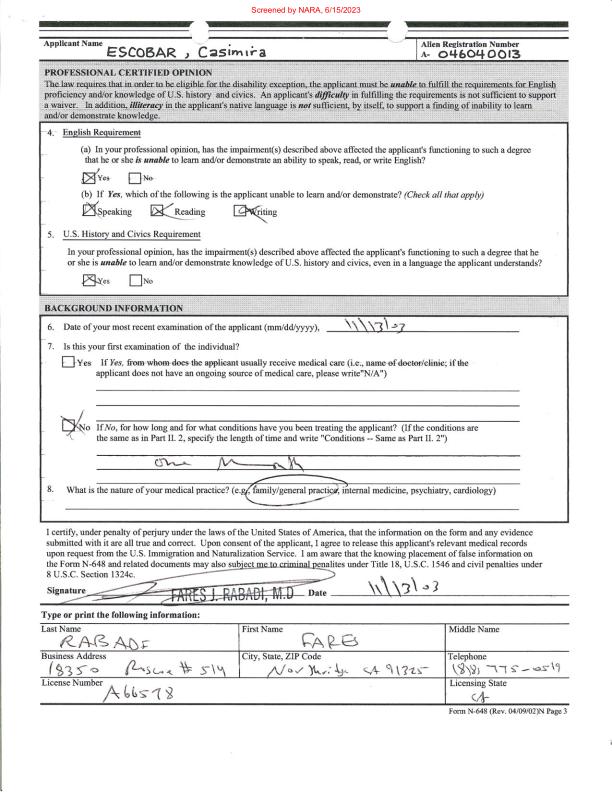 Screened by NARA, 6/15/2023
Applicant Name ESCOBAR, Casimira
Alien Registration Number
A- 046040013
PROFESSIONAL CERTIFIED OPINION
The law requires that in order to be eligible for the disability exception, the applicant must be unable to fulfill the requirements for English
proficiency and/or knowledge of U.S. history and civics. An applicant's difficulty in fulfilling the requirements is not sufficient to support
a waiver. In addition, illiteracy in the applicant's native language is not sufficient, by itself, to support a finding of inability to learn
and/or demonstrate knowledge.
4. English Requirement
(a) In your professional opinion, has the impairment(s) described above affected the applicant's functioning to such a degree
that he or she is unable to learn and/or demonstrate an ability to speak, read, or write English?
Yes No
(b) If Yes, which of the following is the applicant unable to learn and/or demonstrate? (Check all that apply)
Speaking Reading Writing
5. U.S. History and Civics Requirement
In your professional opinion, has the impairment(s) described above affected the applicant's functioning to such a degree that he
or she is unable to learn and/or demonstrate knowledge of U.S. history and civics, even in a language the applicant understands?
Yes No
BACKGROUND INFORMATION
6. Date of your most recent examination of the applicant (mm/dd/yyyy), 11/13/03
7. Is this your first examination of the individual?
Yes If Yes, from whom does the applicant usually receive medical care (i.e., name of doctor/clinic; if the
applicant does not have an ongoing source of medical care, please write"N/A")
No If No, for how long and for what conditions have you been treating the applicant? (If the conditions are
the same as in Part II. 2, specify the length of time and write "Conditions -- Same as Part II. 2")
one Month
8. What is the nature of your medical practice? (e.g., family/general practice, internal medicine, psychiatry, cardiology)
I certify, under penalty of perjury under the laws of the United States of America, that the information on the form and any evidence
submitted with it are all true and correct. Upon consent of the applicant, I agree to release this applicant's relevant medical records
upon request from the U.S. Immigration and Naturalization Service. I am aware that the knowing placement of false information on
the Form N-648 and related documents may also subject me to criminal penalites under Title 18, U.S.C. 1546 and civil penalties under
8 U.S.C. Section 1324c.
Signature FARES J. RABADI, M.D Date 11/13/03
Type or print the following information:
Last Name First Name Middle Name
RABADI FARES
Business Address City, State, ZIP Code Telephone
18350 Roscoe # 514 Northridge CA 91325 (818) 775-0519
License Number Licensing State
A66578 CA
Form N-648 (Rev. 04/09/02)N Page 3